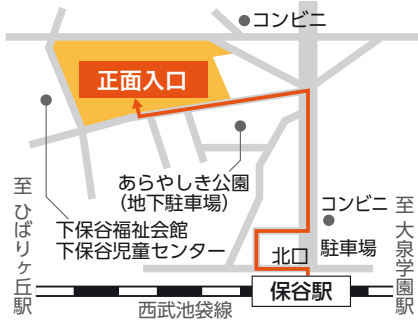 コンビニ
正面入口
あらやしき公園
(地下駐車場)
下保谷福祉会館
下保谷児童センター
コンビニ
駐車場
至 ひばりヶ丘駅
至 大泉学園駅
北口
保谷駅
西武池袋線